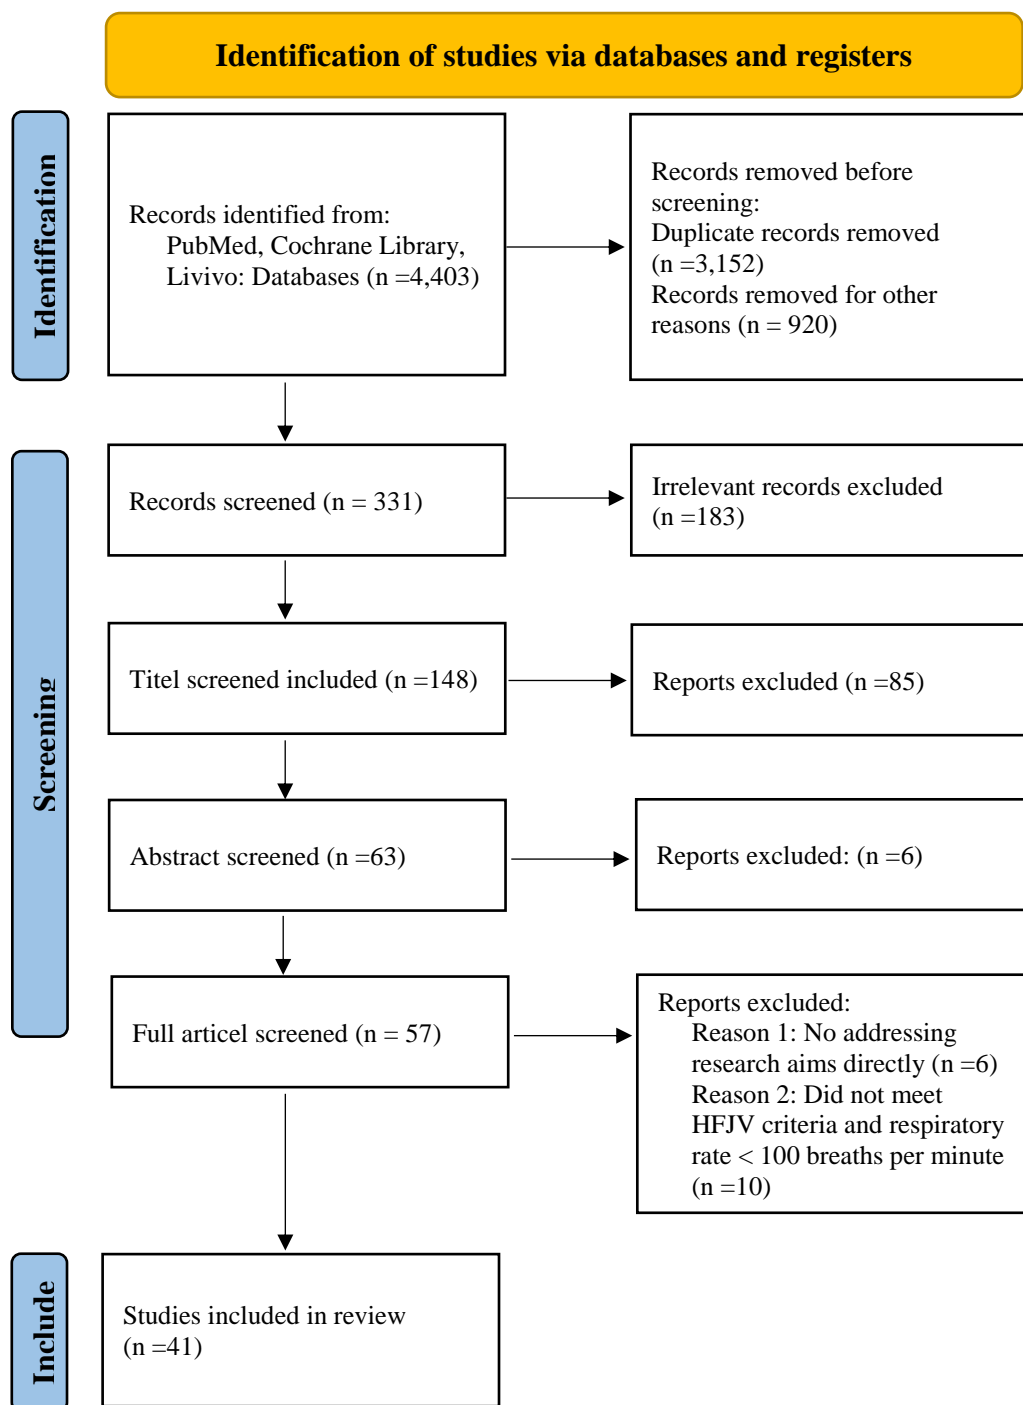 Identification of studies via databases and registers
Identification
Records identified from:
PubMed, Cochrane Library,
Livivo: Databases (n =4,403)
Records removed before
screening:
Duplicate records removed
(n =3,152)
Records removed for other
reasons (n = 920)
Screening
Records screened (n = 331)
Irrelevant records excluded
(n =183)
Titel screened included (n =148)
Reports excluded (n =85)
Abstract screened (n =63)
Reports excluded: (n =6)
Full articel screened (n = 57)
Reports excluded:
Reason 1: No addressing
research aims directly (n =6)
Reason 2: Did not meet
HFJV criteria and respiratory
rate < 100 breaths per minute
(n =10)
Include
Studies included in review
(n =41)